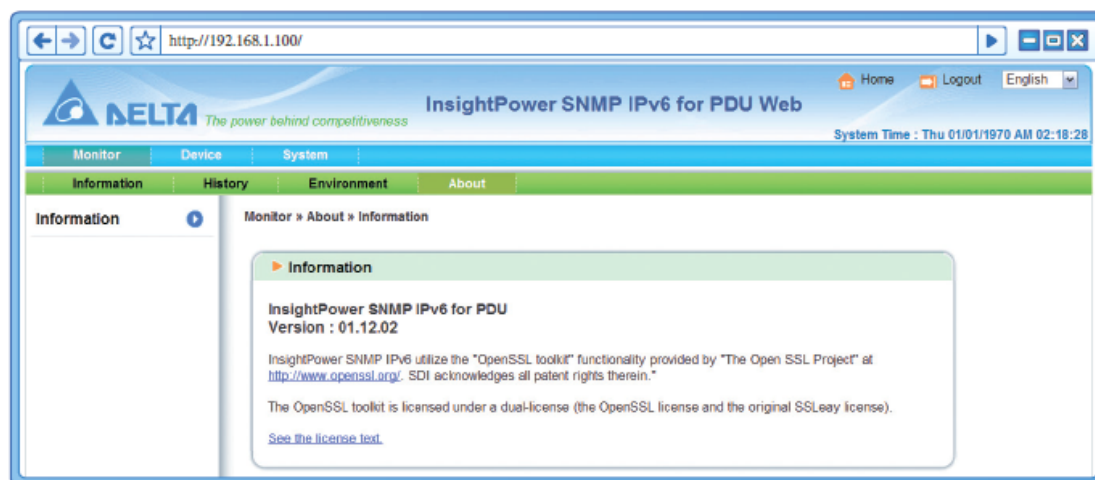 http://192.168.1.100/
Home Logout English
DELTA The power behind competitiveness
InsightPower SNMP IPv6 for PDU Web
System Time : Thu 01/01/1970 AM 02:18:28
Monitor Device System
Information History Environment About
Information
Monitor » About » Information
Information
InsightPower SNMP IPv6 for PDU
Version : 01.12.02
InsightPower SNMP IPv6 utilize the "OpenSSL toolkit" functionality provided by "The Open SSL Project" at
http://www.openssl.org/. SDI acknowledges all patent rights therein."
The OpenSSL toolkit is licensed under a dual-license (the OpenSSL license and the original SSLeay license).
See the license text.